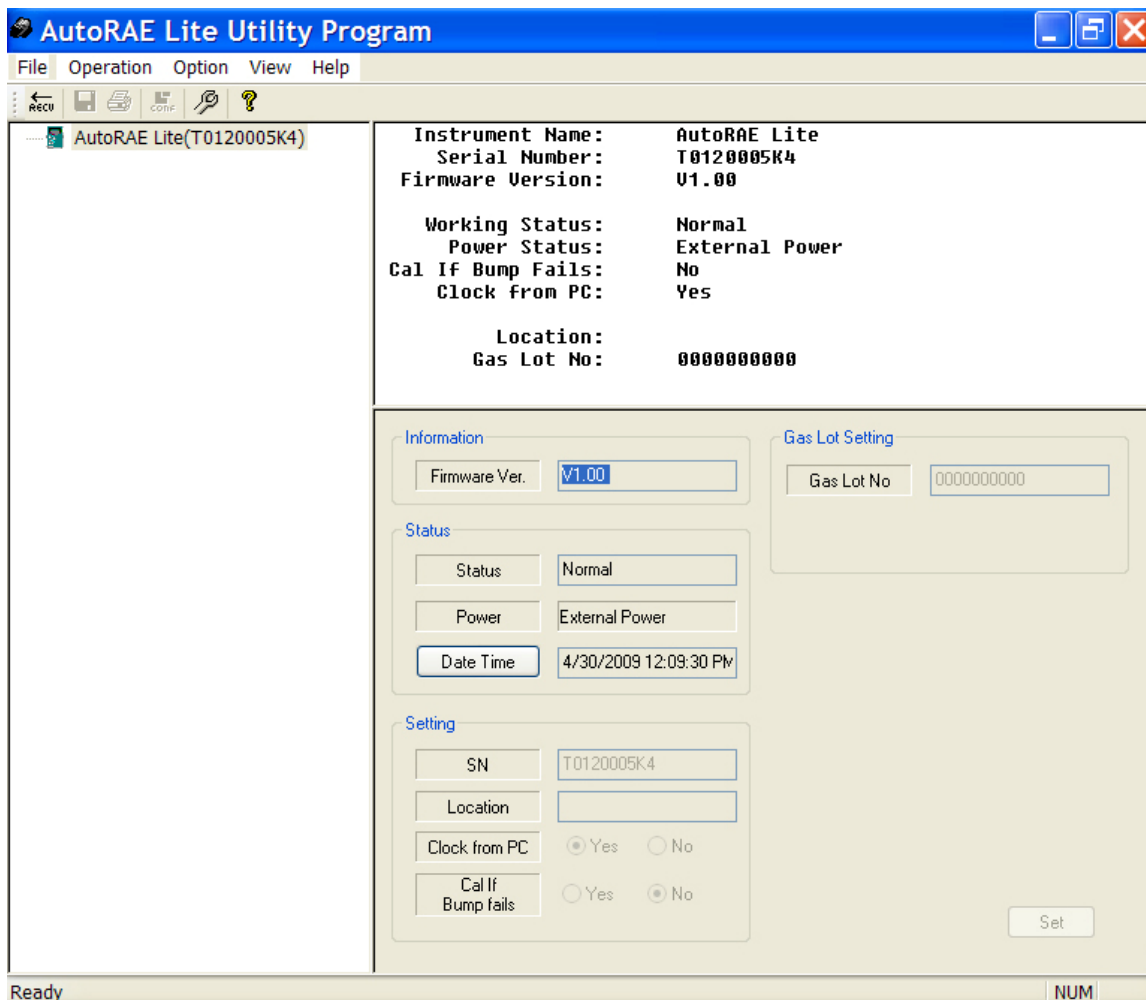 AutoRAE Lite Utility Program
File Operation Option View Help
RECV CONF ?
AutoRAE Lite(T0120005K4)
Instrument Name: AutoRAE Lite
Serial Number: T0120005K4
Firmware Version: V1.00
Working Status: Normal
Power Status: External Power
Cal If Bump Fails: No
Clock from PC: Yes
Location:
Gas Lot No: 0000000000
Information
Firmware Ver. V1.00
Status
Status Normal
Power External Power
Date Time 4/30/2009 12:09:30 PM
Setting
SN T0120005K4
Location
Clock from PC Yes No
Cal If
Bump fails Yes No
Gas Lot Setting
Gas Lot No 0000000000
Set
Ready NUM